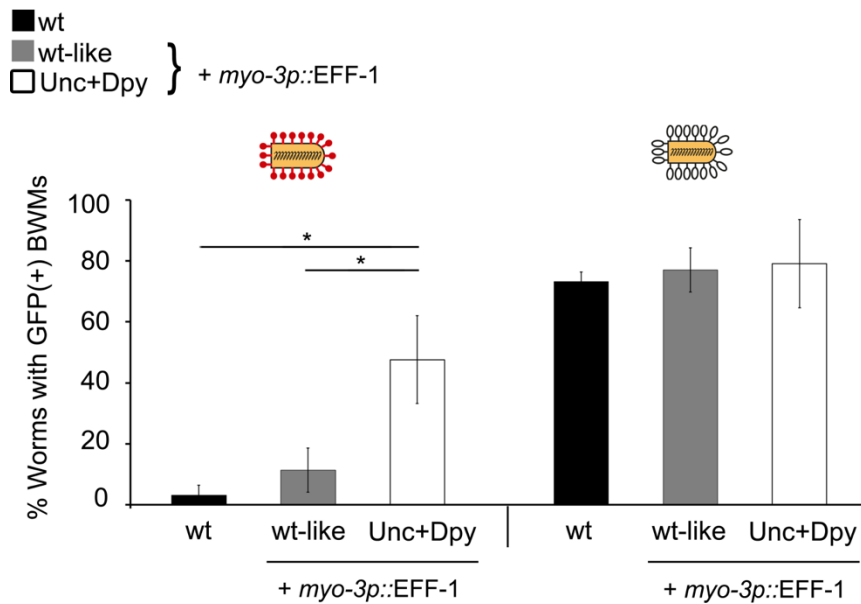 wt
wt-like
Unc+Dpy
} + myo-3p::EFF-1
% Worms with GFP(+) BWMs
100
80
60
40
20
0
*
*
wt wt-like Unc+Dpy wt wt-like Unc+Dpy
+ myo-3p::EFF-1 + myo-3p::EFF-1